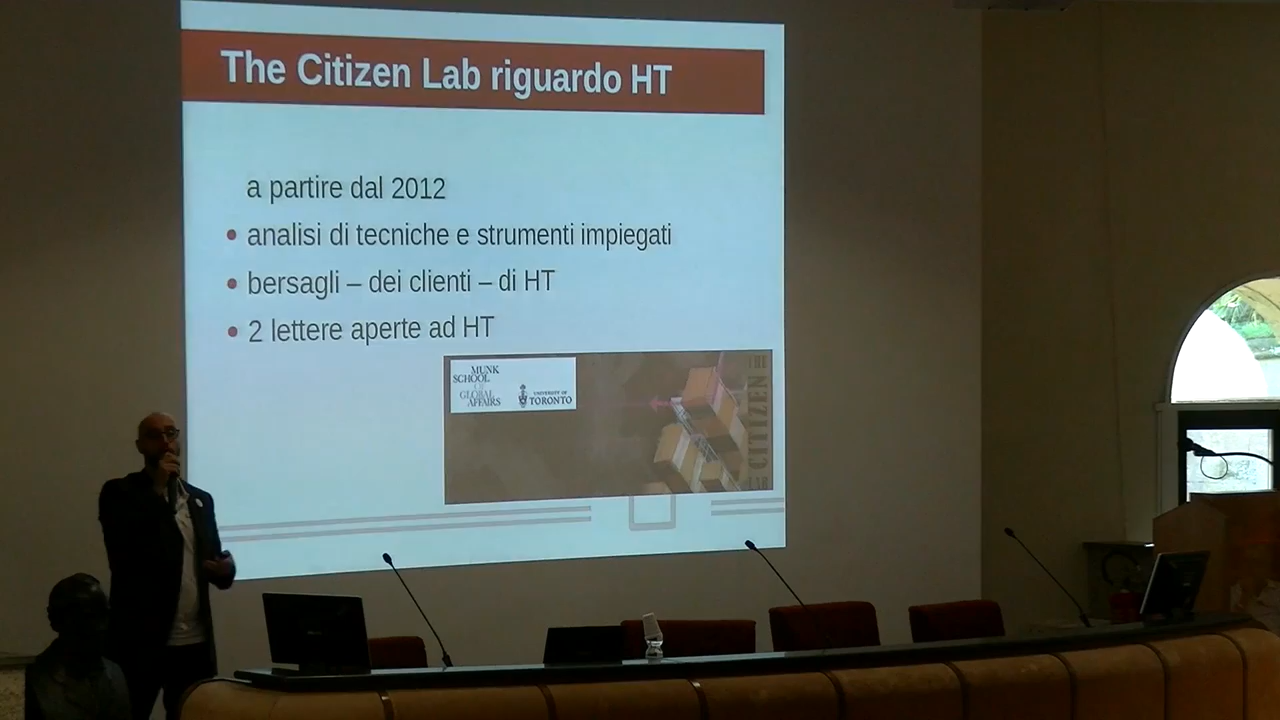 The Citizen Lab riguardo HT
a partire dal 2012
analisi di tecniche e strumenti impiegati
bersagli – dei clienti – di HT
2 lettere aperte ad HT
MUNK
SCHOOL
OF
GLOBAL
AFFAIRS
UNIVERSITY OF
TORONTO
THE
CITIZEN
LAB